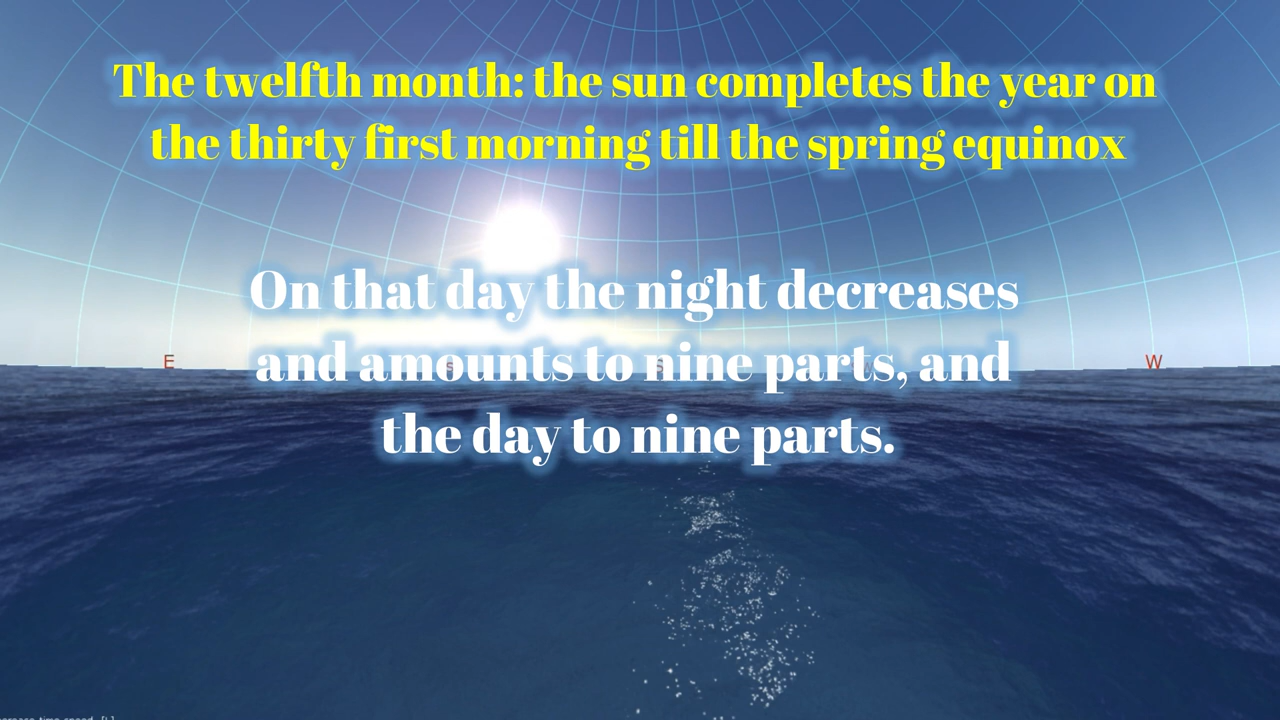 The twelfth month: the sun completes the year on
the thirty first morning till the spring equinox
On that day the night decreases
E
and amounts to nine parts, and
W
the day to nine parts.